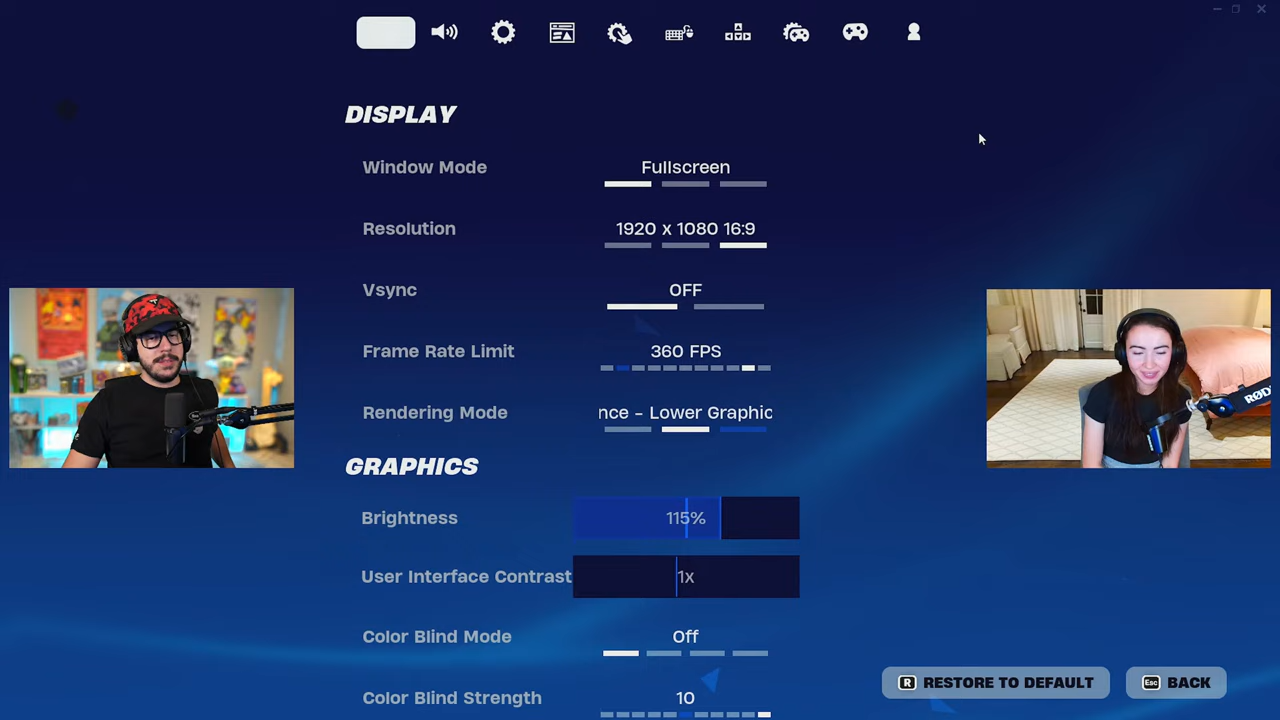 DISPLAY
Window Mode Fullscreen
Resolution 1920 x 1080 16:9
Vsync OFF
Frame Rate Limit 360 FPS
Rendering Mode nce - Lower Graphic
GRAPHICS
Brightness 115%
User Interface Contrast 1x
Color Blind Mode Off
Color Blind Strength 10
R RESTORE TO DEFAULT
Esc BACK
RØD